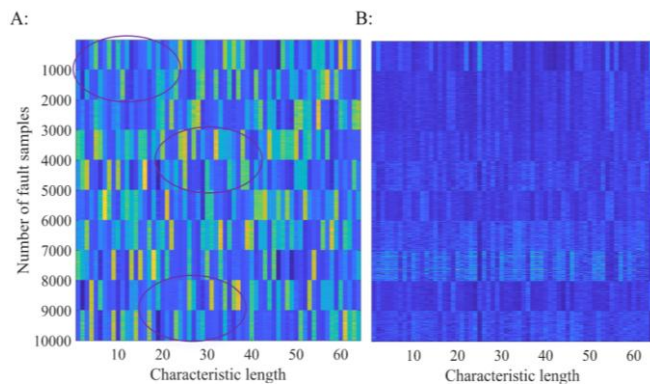 A:
B:
Number of fault samples
1000
2000
3000
4000
5000
6000
7000
8000
9000
10000
10 20 30 40 50 60
10 20 30 40 50 60
Characteristic length
Characteristic length